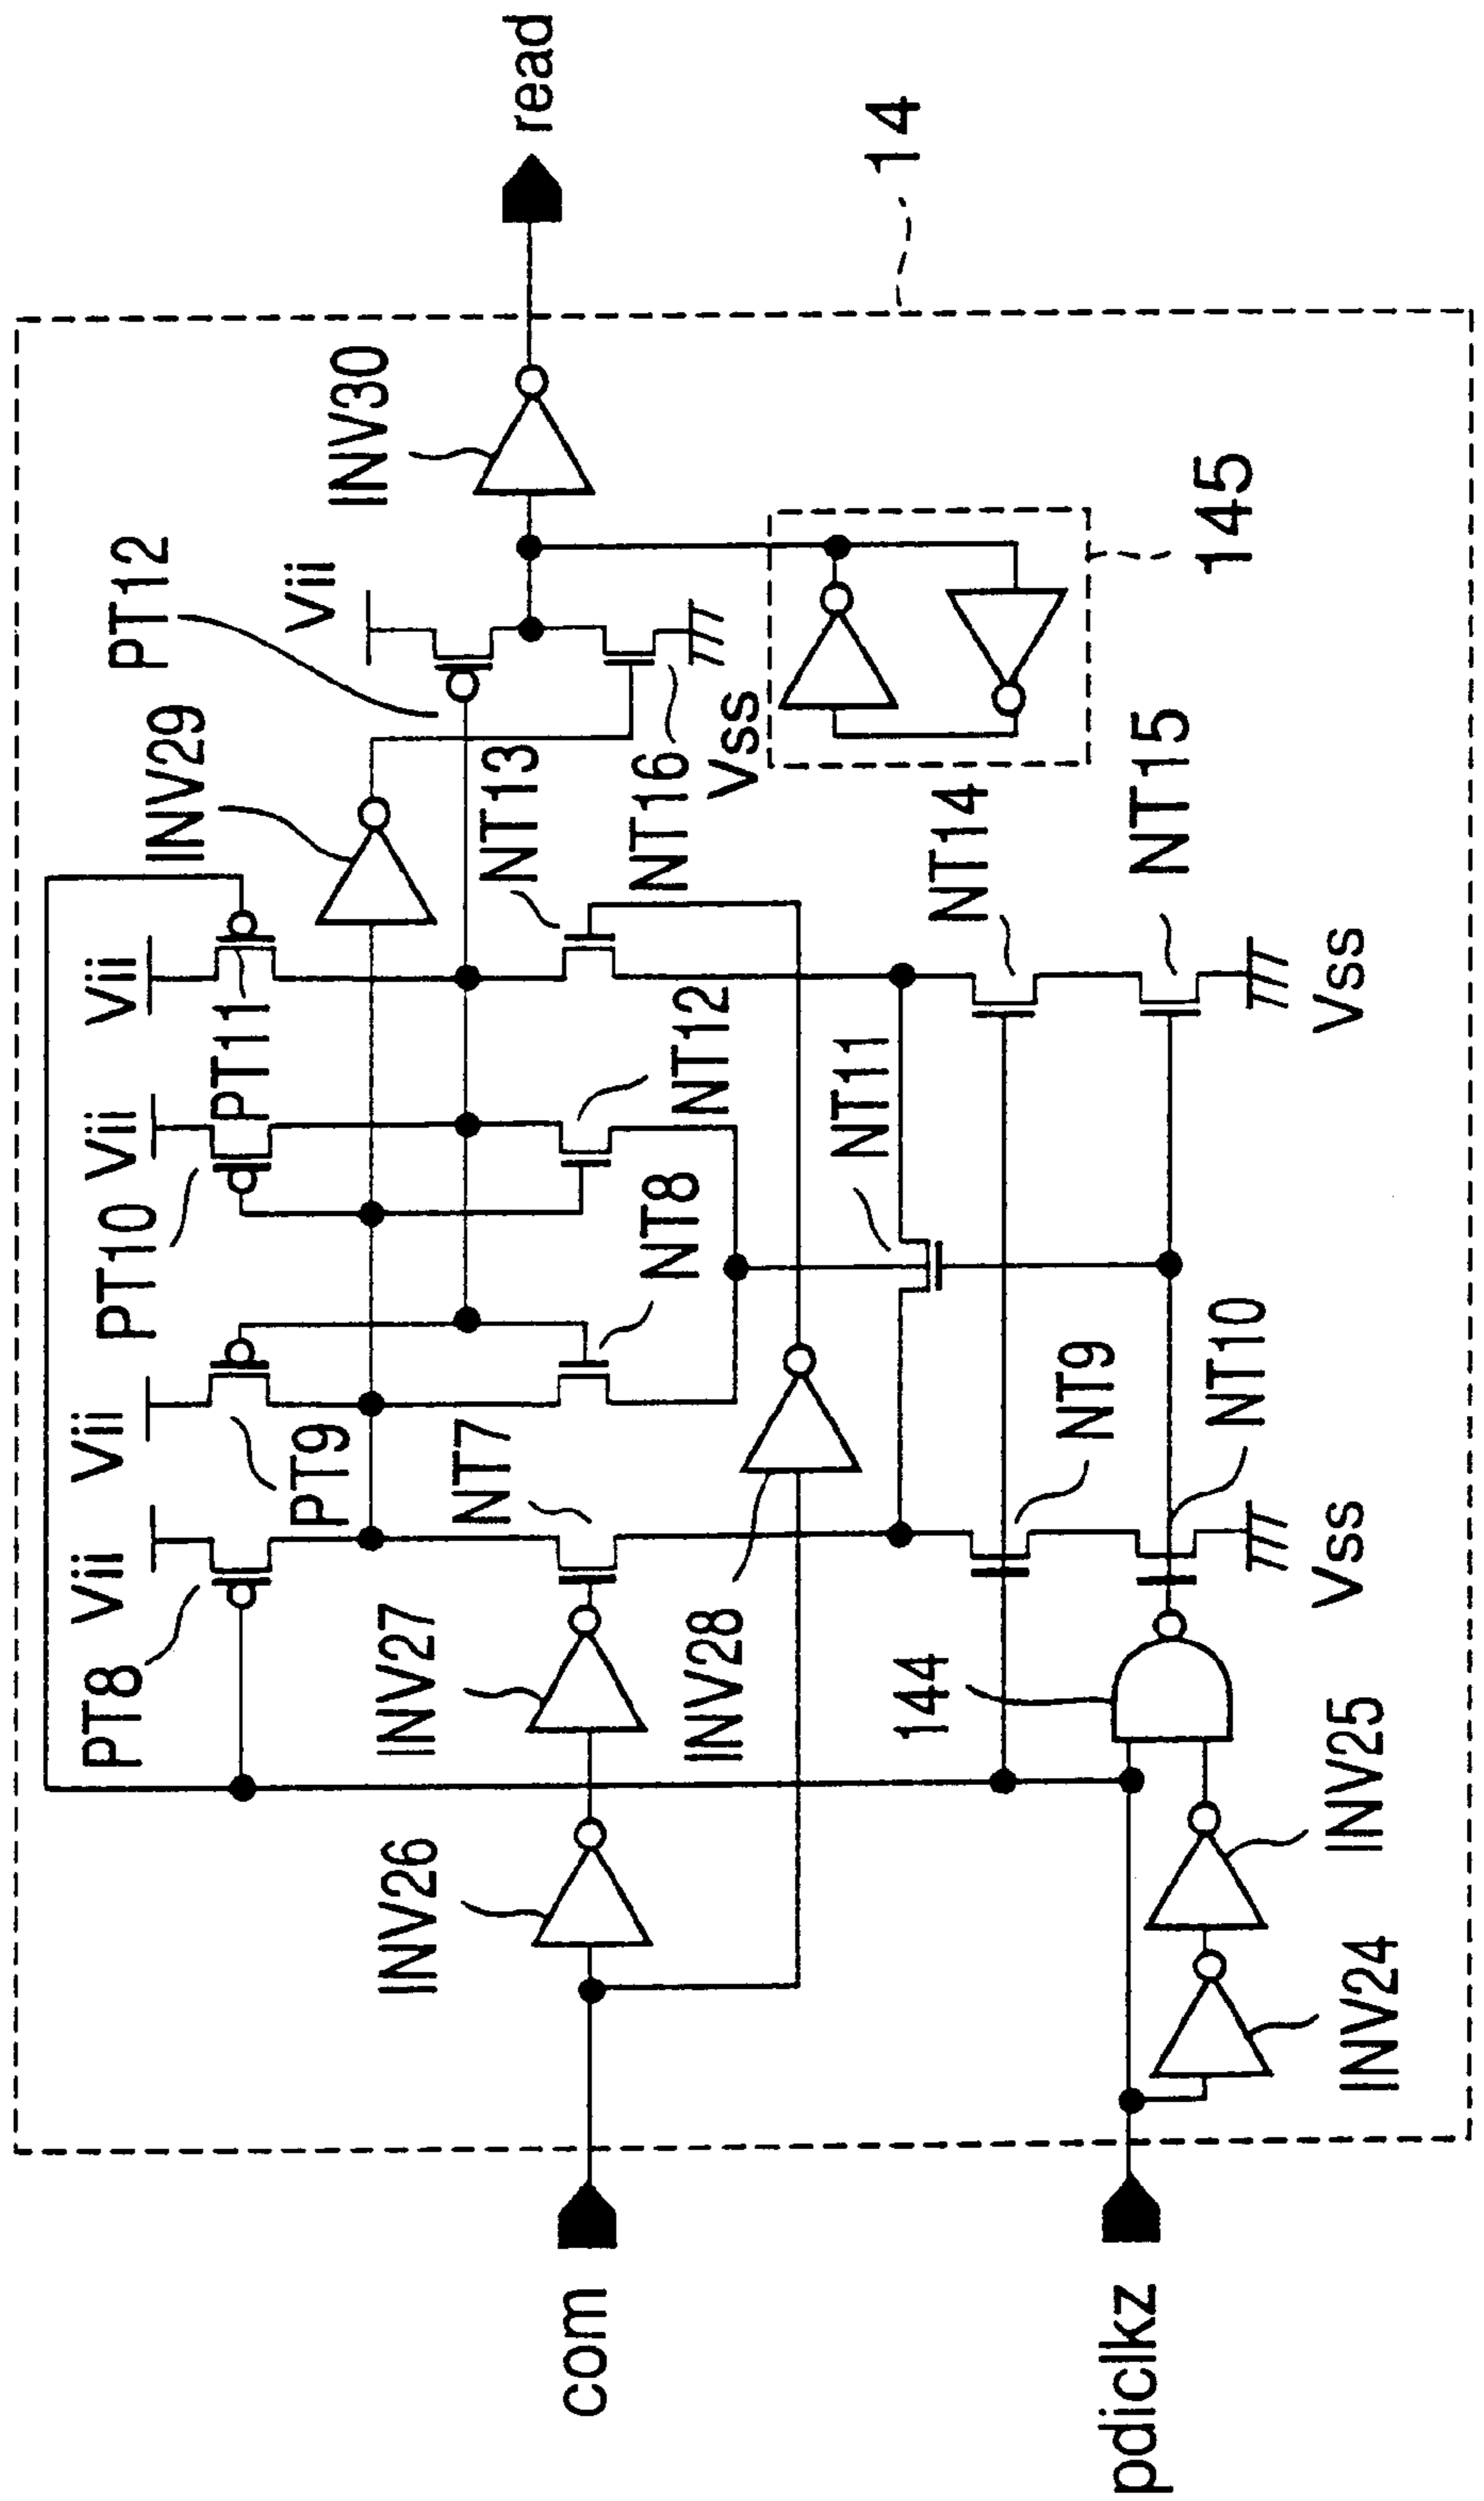 com
pdiclkz
INV24
INV25
INV26
INV27
INV28
144
PT8
Vii
PT9
Vii
NT7
NT9
NT10
Vss
PT10
Vii
NT8
NT11
PT11
Vii
NT12
NT13
NT14
NT15
Vss
INV29
PT12
Vii
NT16
Vss
145
INV30
14
read